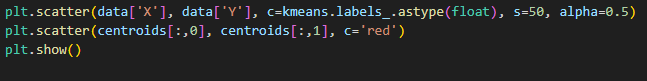 plt.scatter(data['X'], data['Y'], c=kmeans.labels_.astype(float), s=50, alpha=0.5)
plt.scatter(centroids[:,0], centroids[:,1], c='red')
plt.show()